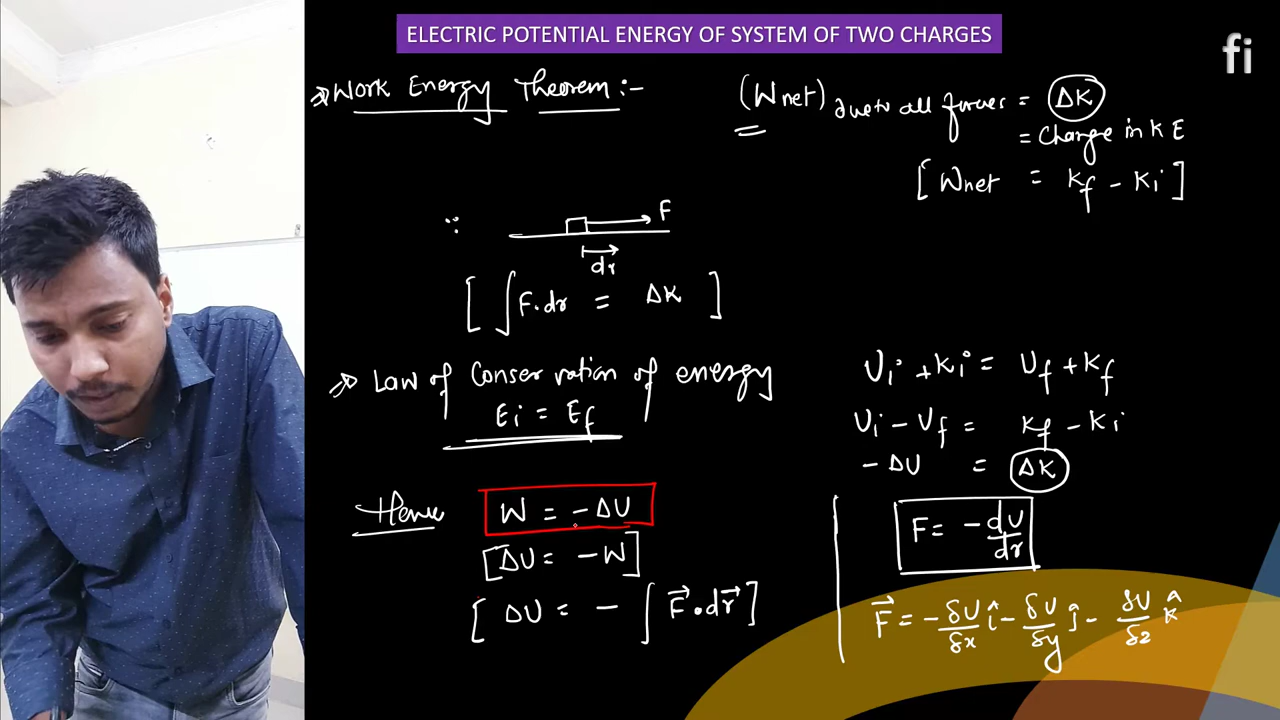 ELECTRIC POTENTIAL ENERGY OF SYSTEM OF TWO CHARGES
fi
⇒ Work Energy Theorem :-
(Wnet) due to all forces = ΔK
= Change in K E
[ Wnet = Kf - Ki ]
∵
F
dr
[ ∫F.dr = ΔK ]
⇒ Law of Conservation of energy
Ei = Ef
Ui + Ki = Uf + Kf
Ui - Uf = Kf - Ki
- ΔU = ΔK
Hence W = - ΔU
[ΔU = - W]
[ ΔU = - ∫ F⃗ . dr⃗ ]
F = - dU/dr
F⃗ = - δU/δx î - δU/δy ĵ - δU/δz k̂